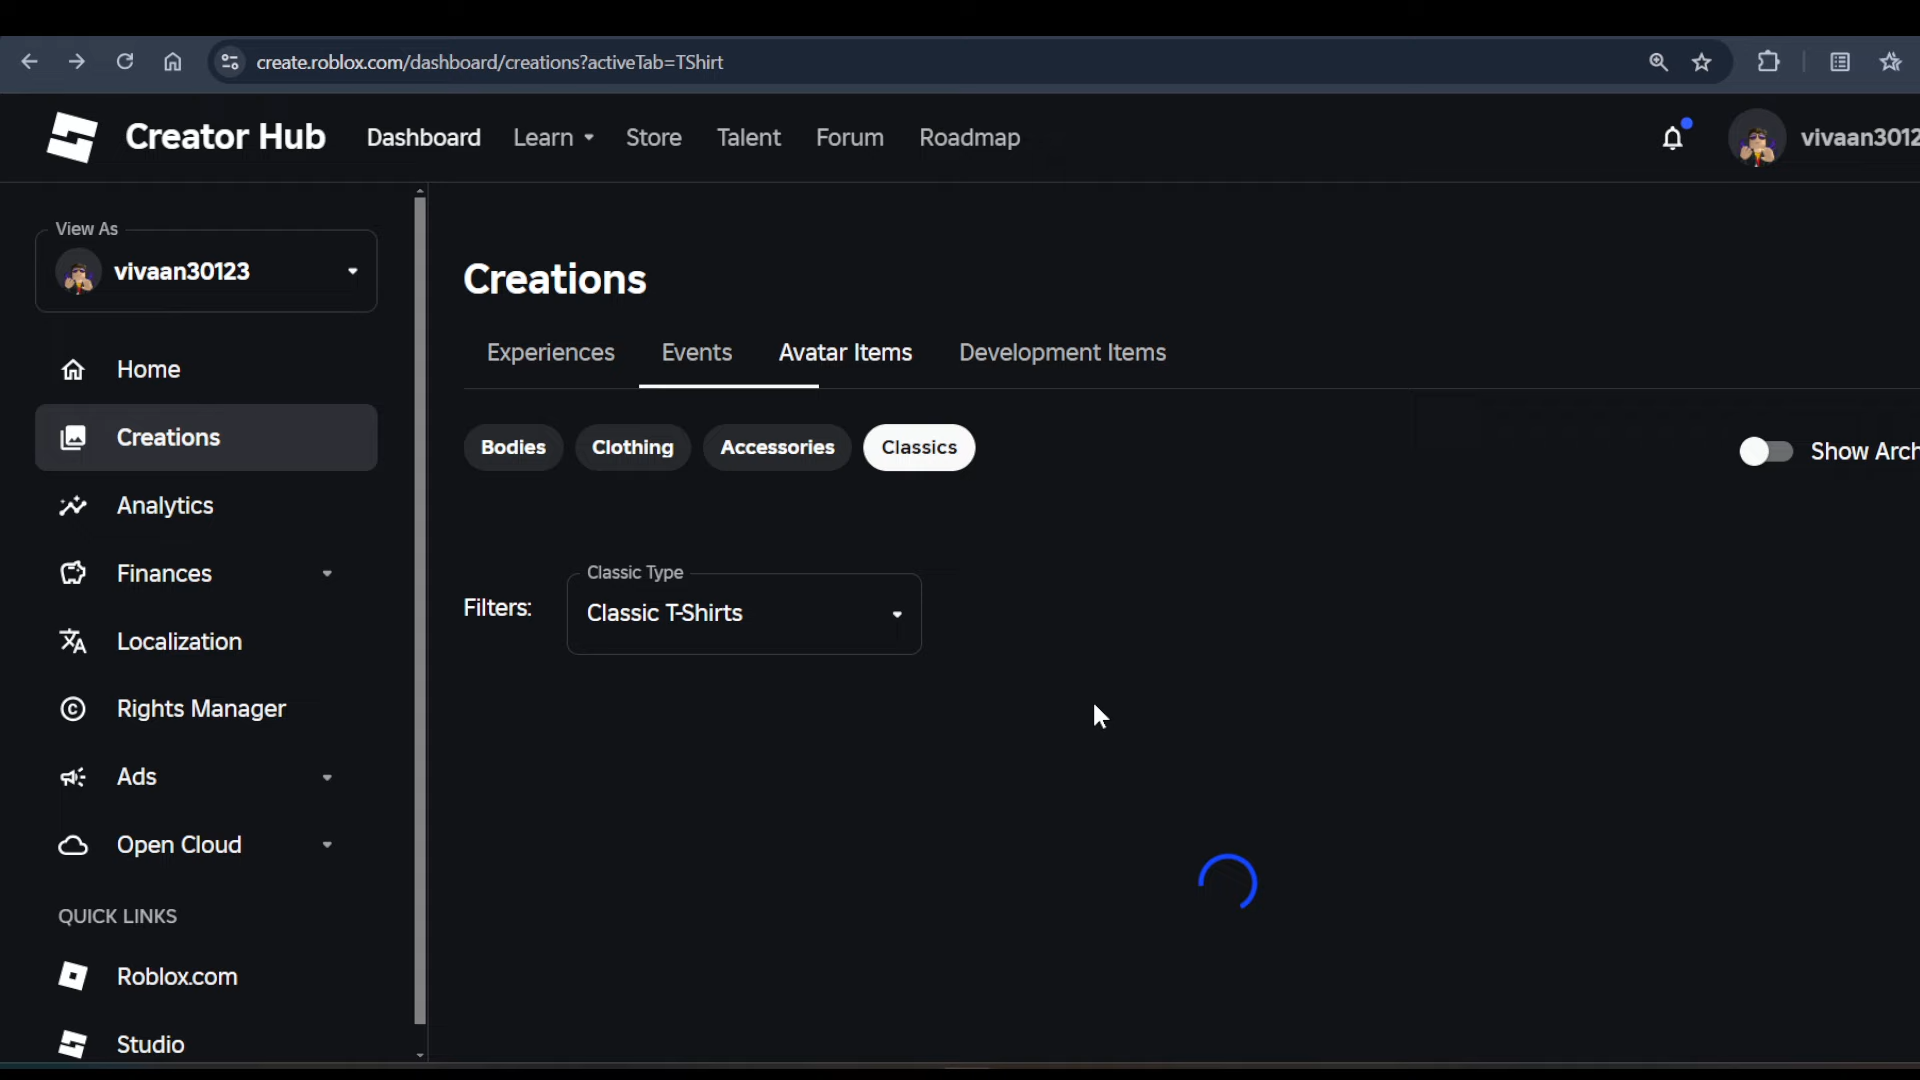 create.roblox.com/dashboard/creations?activeTab=TShirt
Creator Hub
Dashboard
Learn
Store
Talent
Forum
Roadmap
vivaan3012
View As
vivaan30123
Home
Creations
Analytics
Finances
Localization
Rights Manager
Ads
Open Cloud
QUICK LINKS
Roblox.com
Studio
Creations
Experiences
Events
Avatar Items
Development Items
Bodies
Clothing
Accessories
Classics
Show Arch
Filters:
Classic Type
Classic T-Shirts